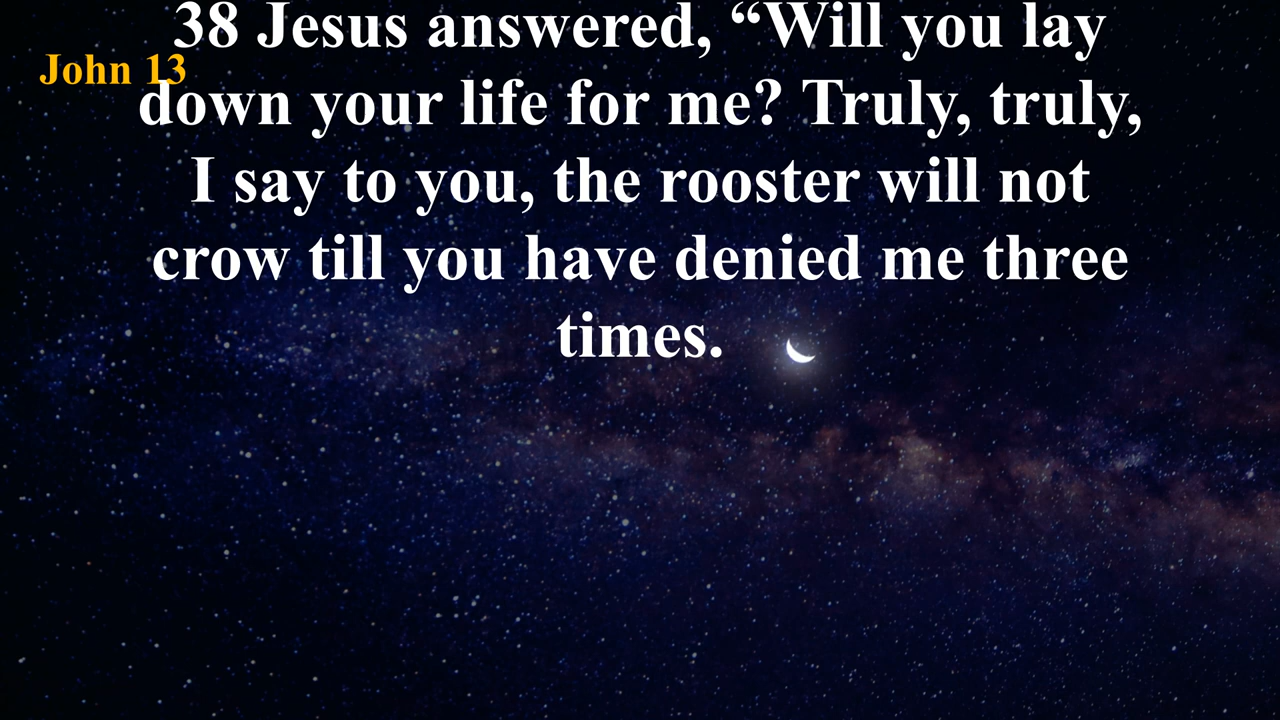 38 Jesus answered, “Will you lay
John 13
down your life for me? Truly, truly,
I say to you, the rooster will not
crow till you have denied me three
times.